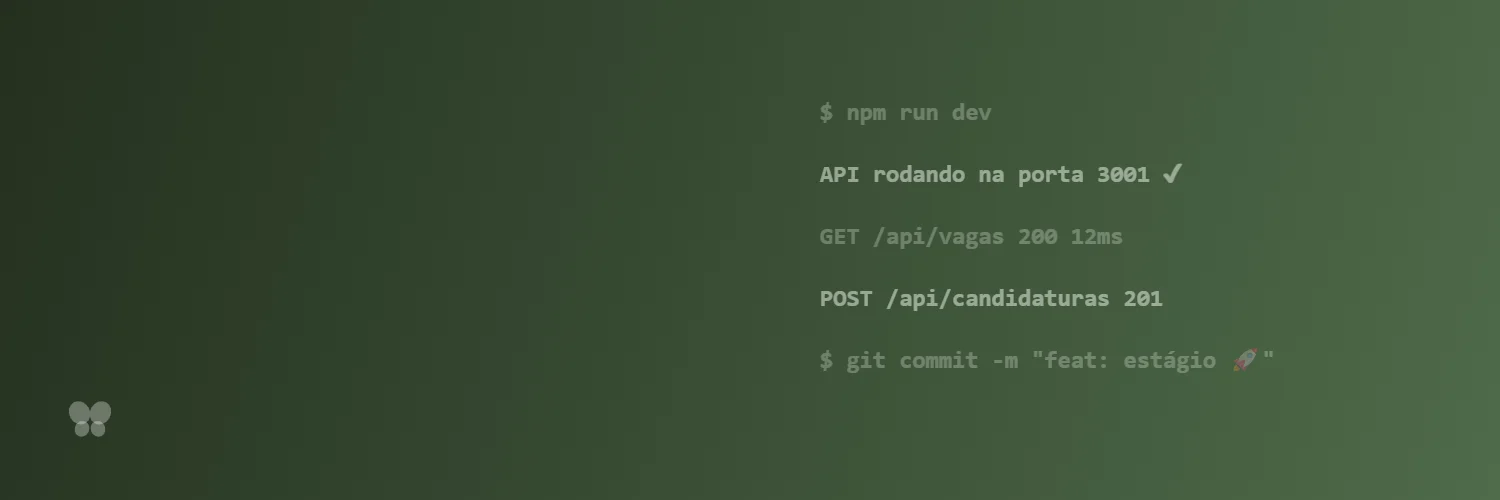 $ npm run dev
API rodando na porta 3001 ✔
GET /api/vagas 200 12ms
POST /api/candidaturas 201
$ git commit -m "feat: estágio 🚀"